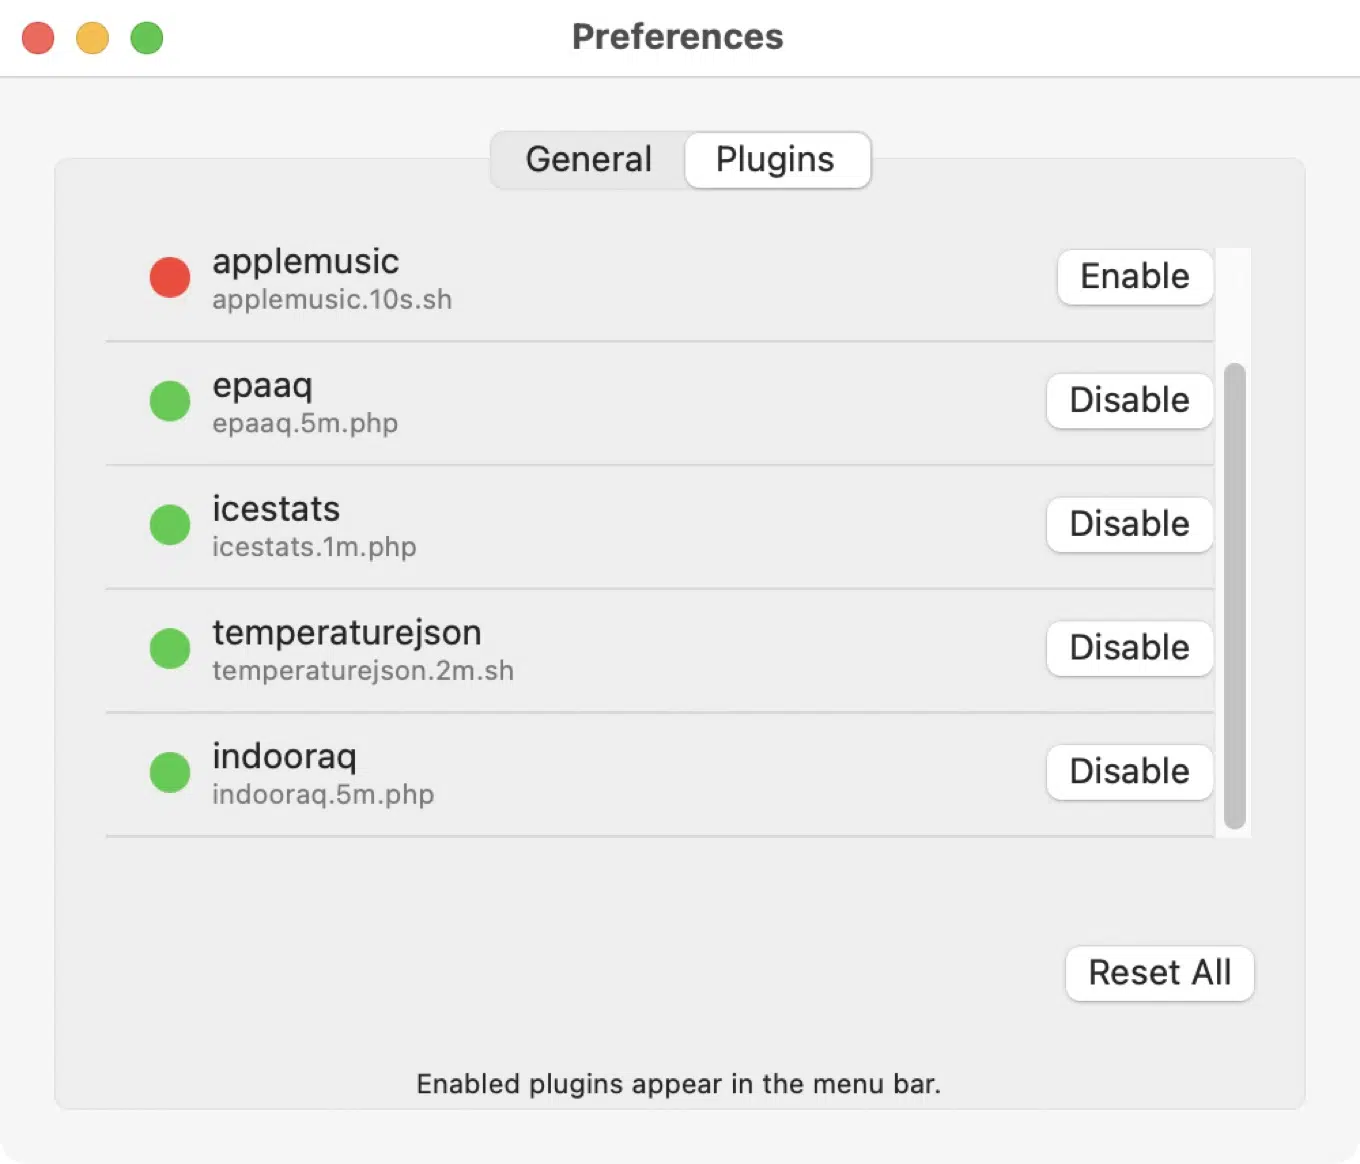 Preferences
General Plugins
applemusic
applemusic.10s.sh
Enable
epaaq
epaaq.5m.php
Disable
icestats
icestats.1m.php
Disable
temperaturejson
temperaturejson.2m.sh
Disable
indooraq
indooraq.5m.php
Disable
Reset All
Enabled plugins appear in the menu bar.